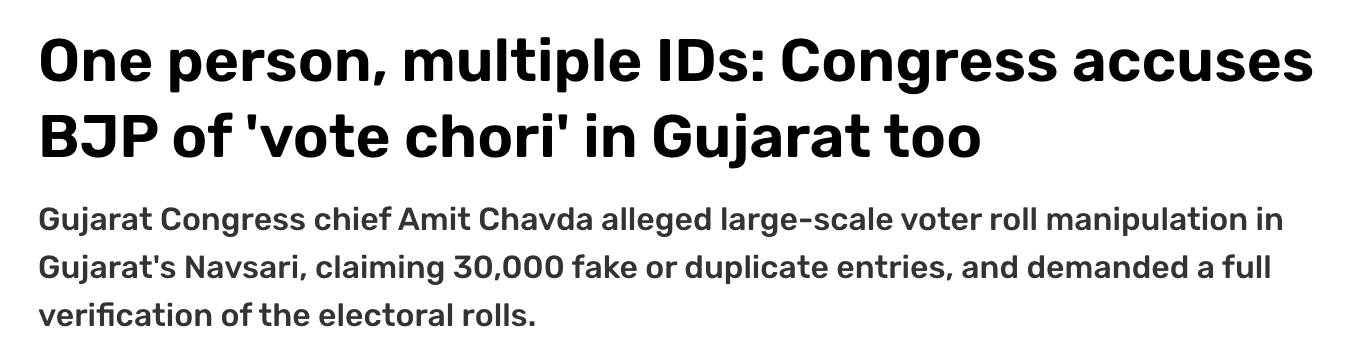 One person, multiple IDs: Congress accuses
BJP of 'vote chori' in Gujarat too
Gujarat Congress chief Amit Chavda alleged large-scale voter roll manipulation in
Gujarat's Navsari, claiming 30,000 fake or duplicate entries, and demanded a full
verification of the electoral rolls.